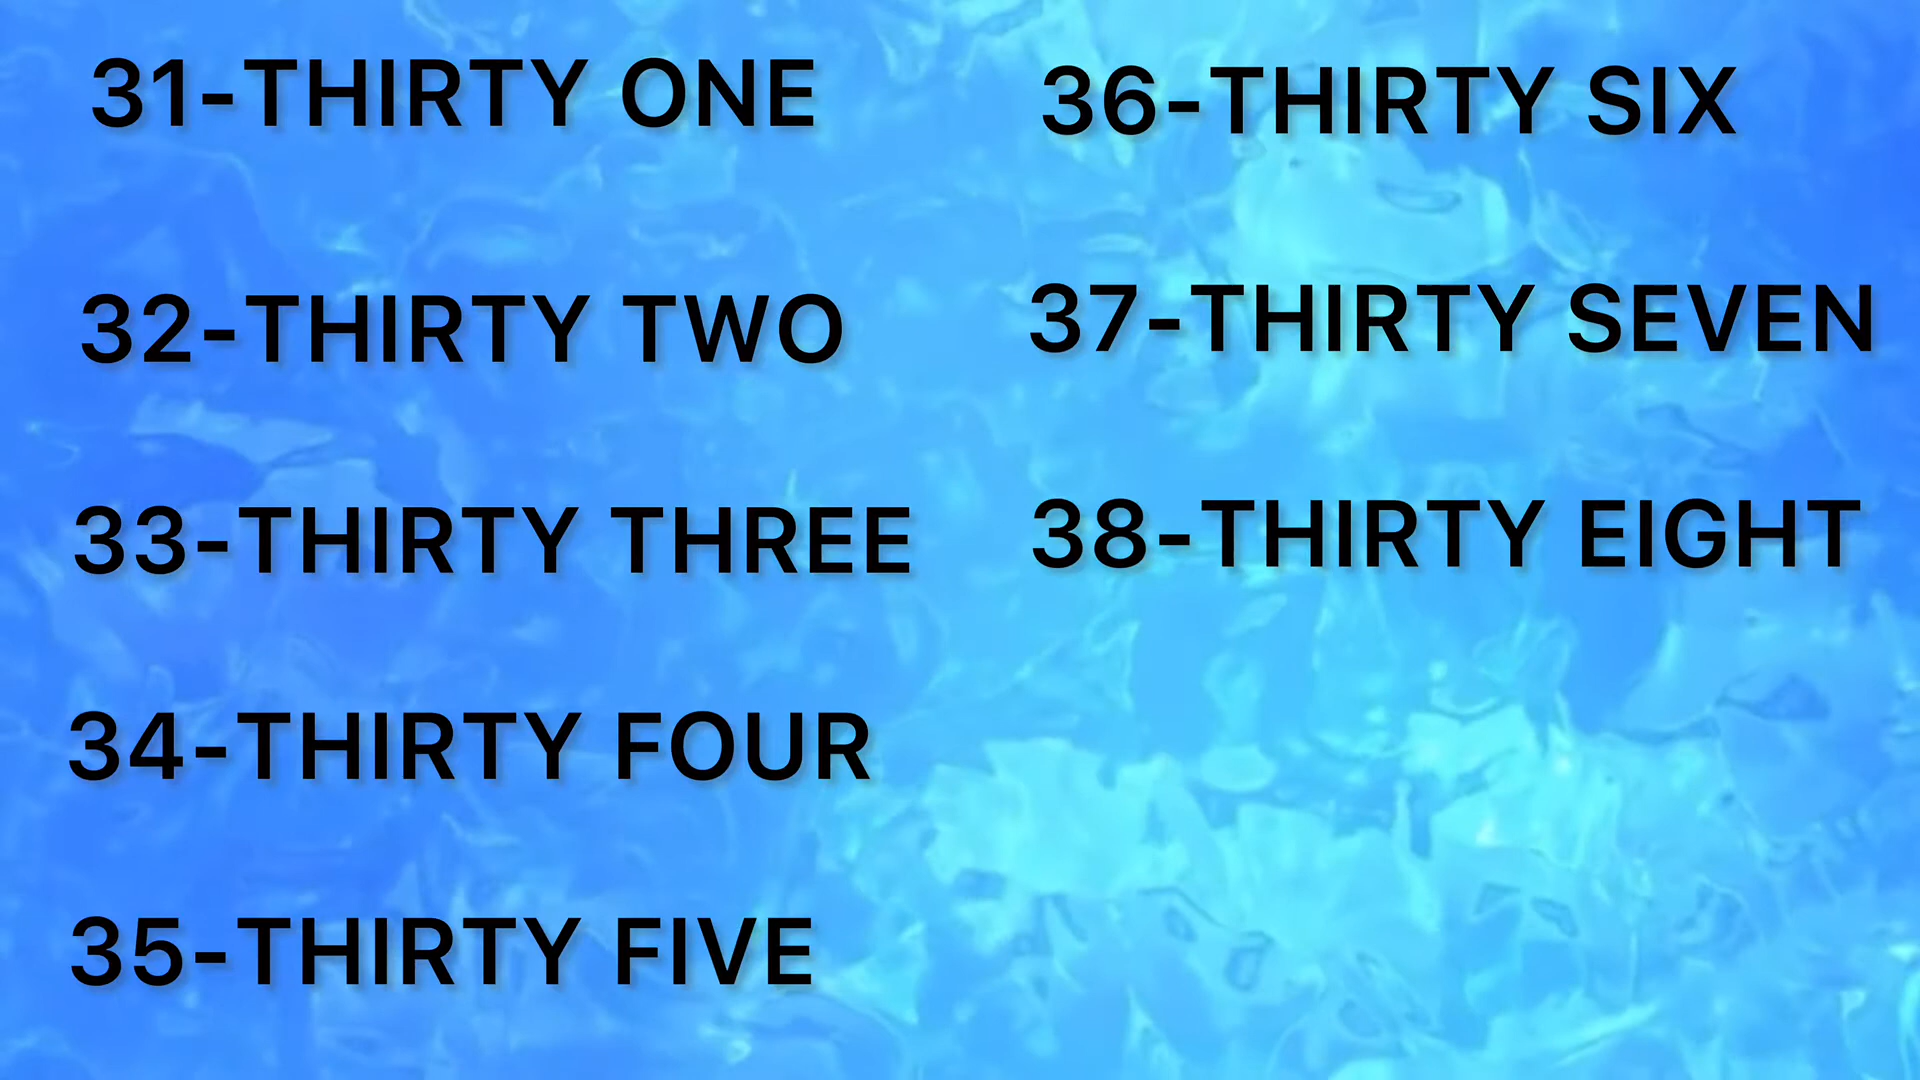 31-THIRTY ONE
32-THIRTY TWO
33-THIRTY THREE
34-THIRTY FOUR
35-THIRTY FIVE
36-THIRTY SIX
37-THIRTY SEVEN
38-THIRTY EIGHT